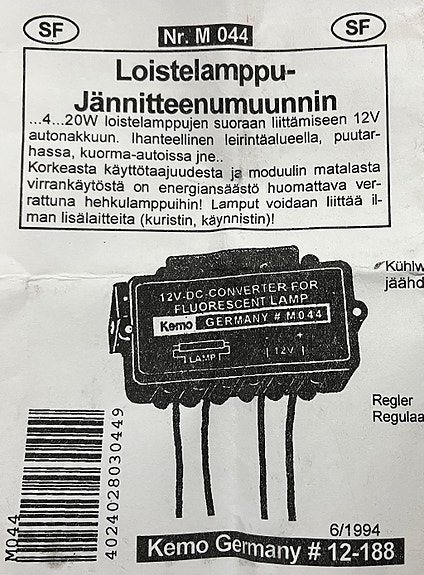 SF
Nr. M 044
SF
Loistelamppu-
Jännitteenumuunnin
...4...20W loistelamppujen suoraan liittämiseen 12V
autonakkuun. Ihanteellinen leirintäalueella, puutar-
hassa, kuorma-autoissa jne..
Korkeasta käyttötaajuudesta ja moduulin matalasta
virrankäytöstä on energiansäästö huomattava ver-
rattuna hehkulamppuihin! Lamput voidaan liittää il-
man lisälaitteita (kuristin, käynnistin)!
Kühlw
jäähd
12V-DC-CONVERTER FOR
FLUORESCENT LAMP
Kemo GERMANY # M044
LAMP
12V
+
Regler
Regulaa
M044
4024028030449
6/1994
Kemo Germany # 12-188